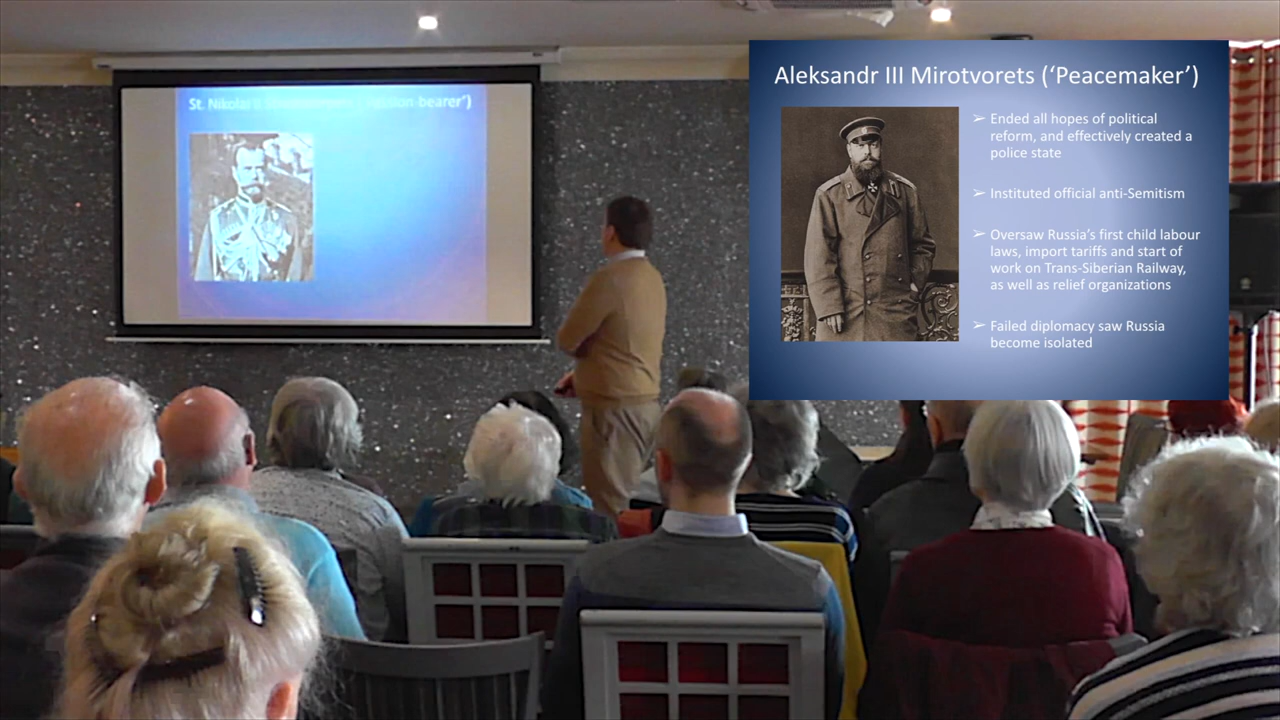 St. Nikolai II
bearer’)
Aleksandr III Mirotvorets (‘Peacemaker’)
➢ Ended all hopes of political
reform, and effectively created a
police state
➢ Instituted official anti-Semitism
➢ Oversaw Russia’s first child labour
laws, import tariffs and start of
work on Trans-Siberian Railway,
as well as relief organizations
➢ Failed diplomacy saw Russia
become isolated